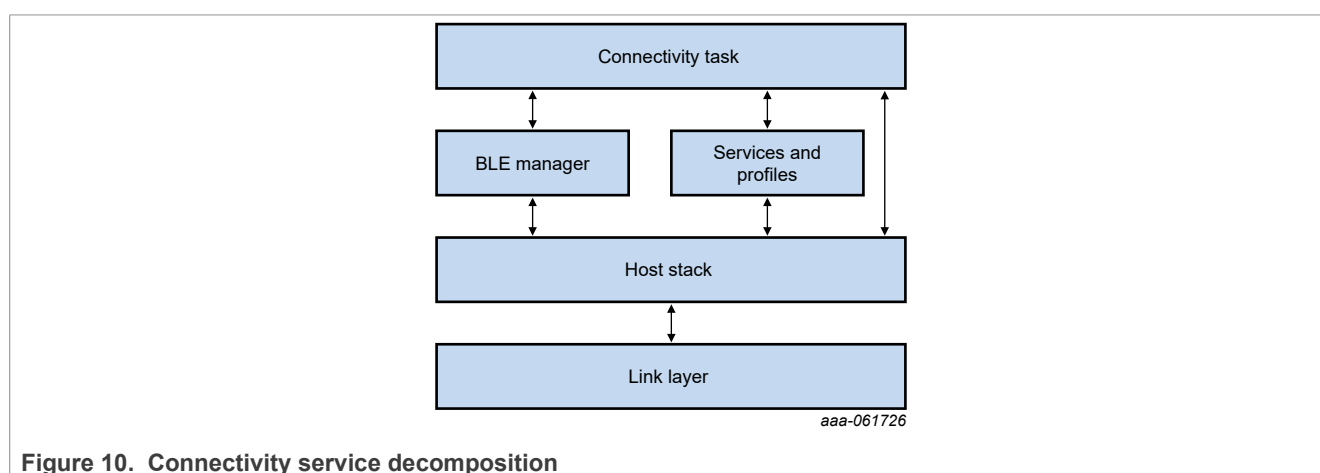 Connectivity task
BLE manager
Services and
profiles
Host stack
Link layer
aaa-061726
Figure 10. Connectivity service decomposition